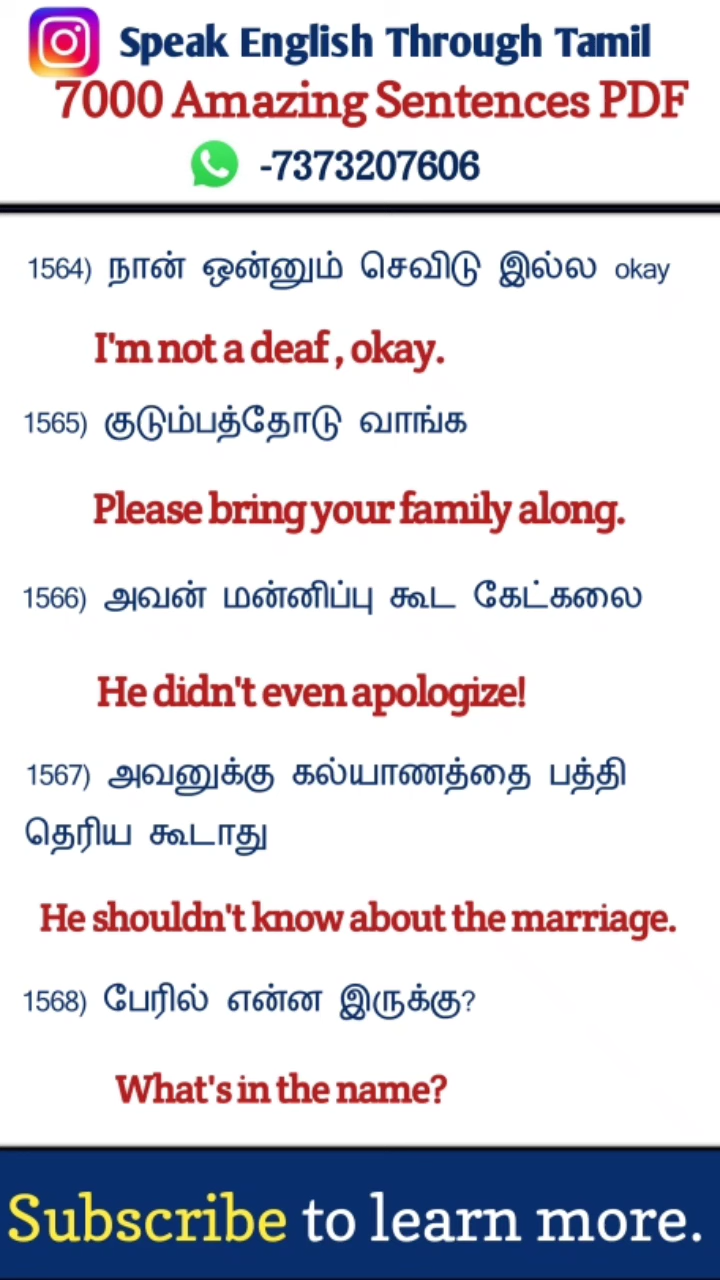 Speak English Through Tamil
7000 Amazing Sentences PDF
-7373207606
1564) நான் ஒன்னும் செவிடு இல்ல okay
I'm not a deaf , okay.
1565) குடும்பத்தோடு வாங்க
Please bring your family along.
1566) அவன் மன்னிப்பு கூட கேட்கலை
He didn't even apologize!
1567) அவனுக்கு கல்யாணத்தை பத்தி
தெரிய கூடாது
He shouldn't know about the marriage.
1568) பேரில் என்ன இருக்கு?
What's in the name?
Subscribe to learn more.